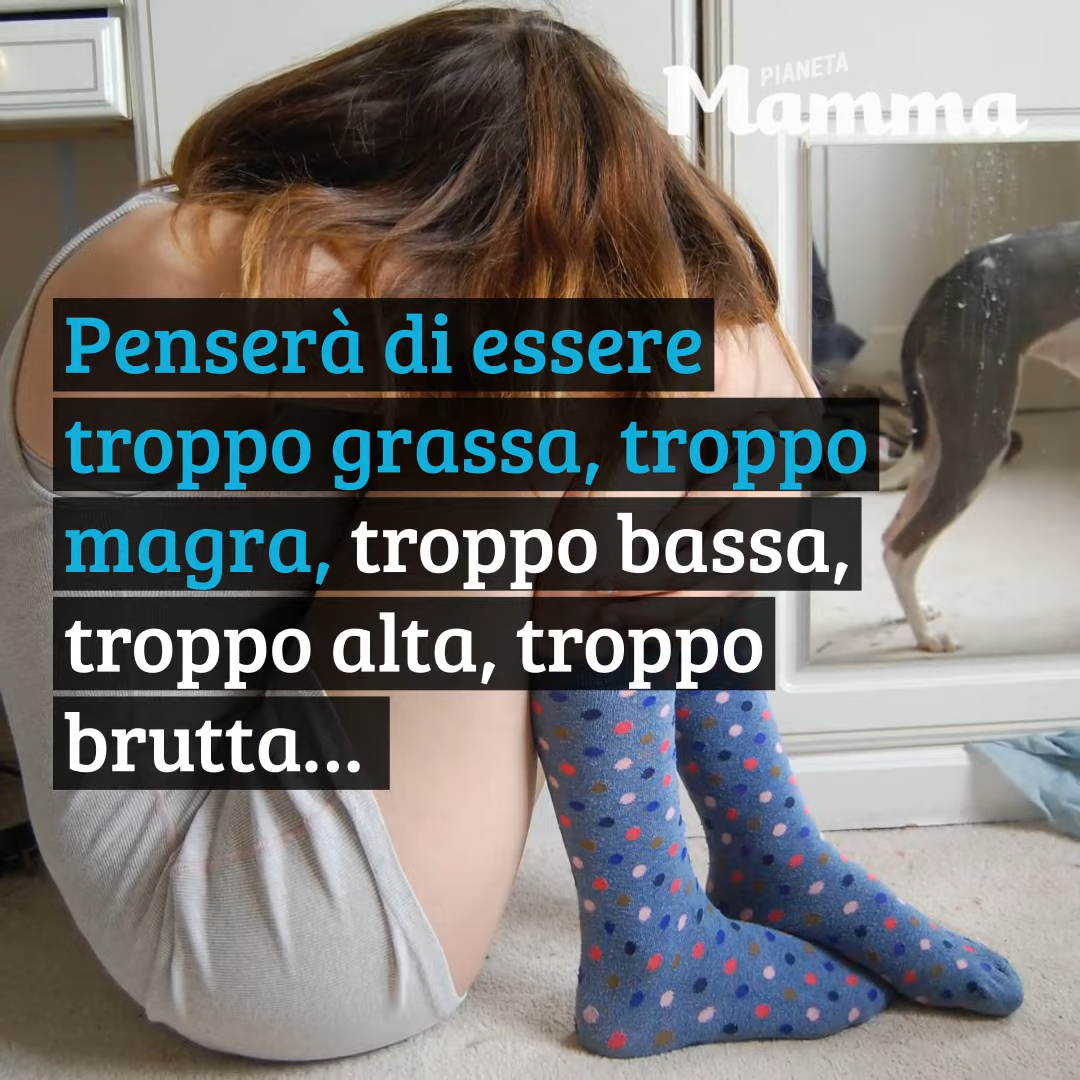 PIANETA
Mamma
Penserà di essere
troppo grassa, troppo
magra, troppo bassa,
troppo alta, troppo
brutta...